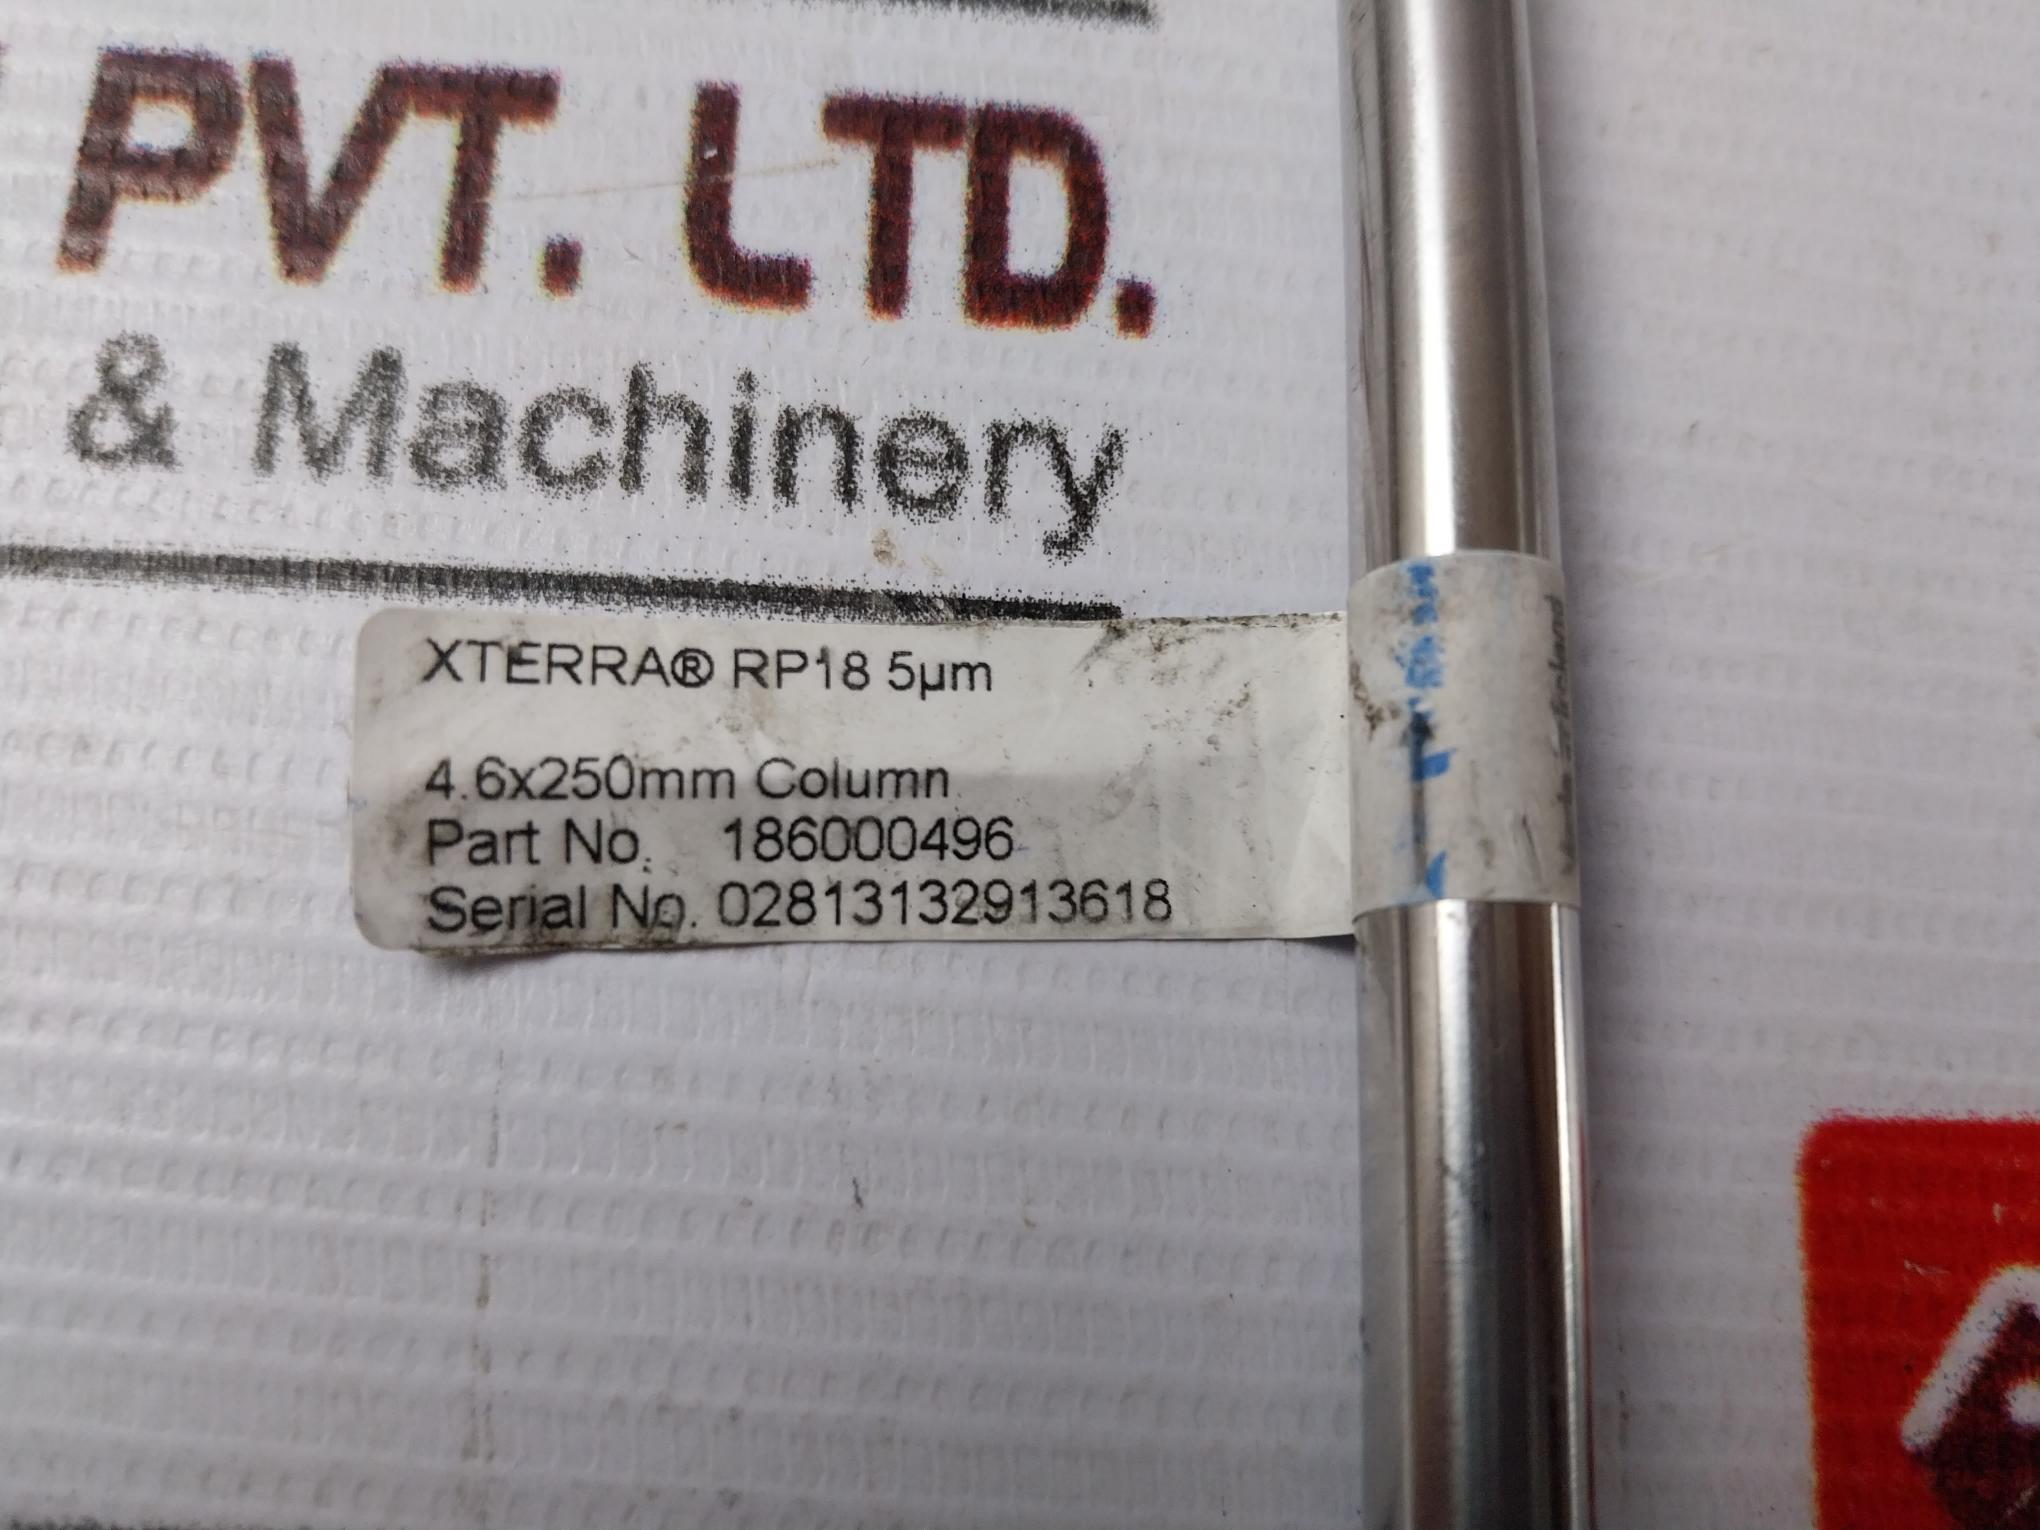 PVT. LTD.
& Machinery
XTERRA® RP18 5µm
4.6x250mm Column
Part No. 186000496
Serial No. 02813132913618